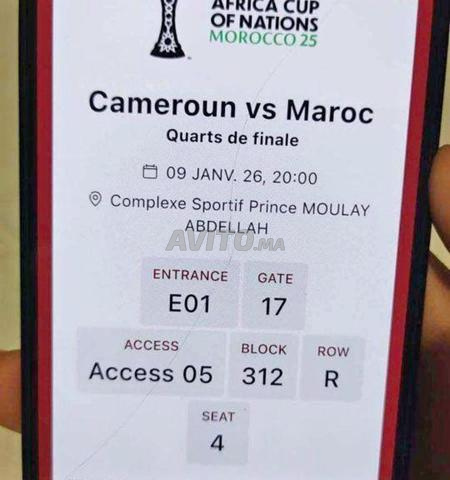 AFRICA CUP
OF NATIONS
MOROCCO 25
Cameroun vs Maroc
Quarts de finale
09 JANV. 26, 20:00
Complexe Sportif Prince MOULAY
ABDELLAH
AVITO.MA
ENTRANCE
E01
GATE
17
ACCESS
Access 05
BLOCK
312
ROW
R
SEAT
4